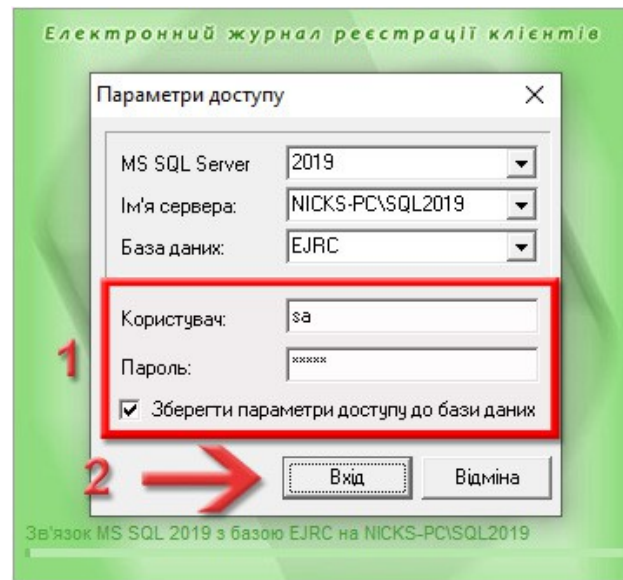 Електронний журнал реєстрації клієнтів
Параметри доступу
MS SQL Server 2019
Ім'я сервера: NICKS-PC\SQL2019
База даних: EJRC
1
Користувач: sa
Пароль: xxxxx
Зберегти параметри доступу до бази даних
2 Вхід Відміна
Зв'язок MS SQL 2019 з базою EJRC на NICKS-PC\SQL2019